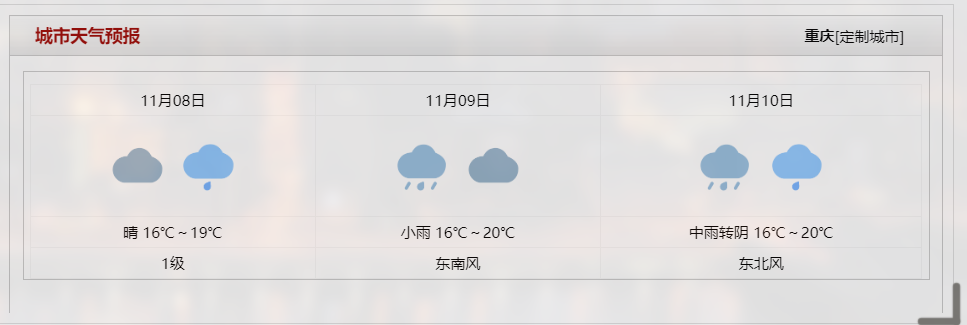 城市天气预报 重庆[定制城市]
11月08日 11月09日 11月10日
晴 16℃～19℃ 小雨 16℃～20℃ 中雨转阴 16℃～20℃
1级 东南风 东北风